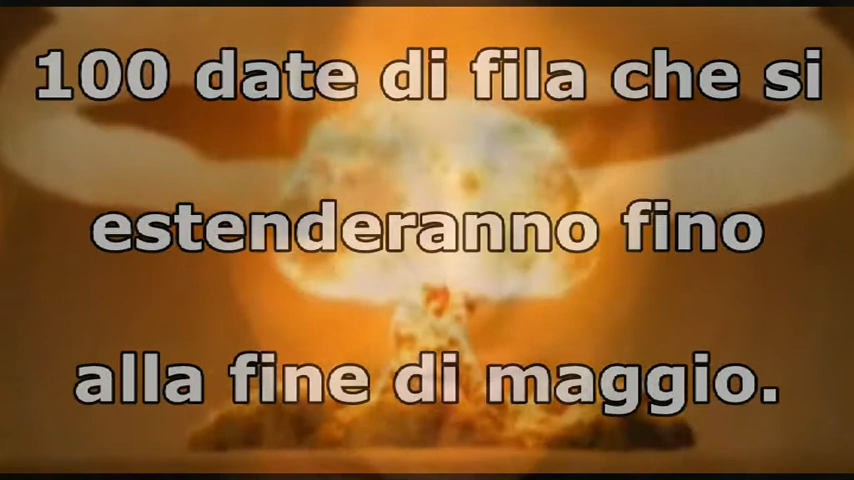 100 date di fila che si
estenderanno fino
alla fine di maggio.